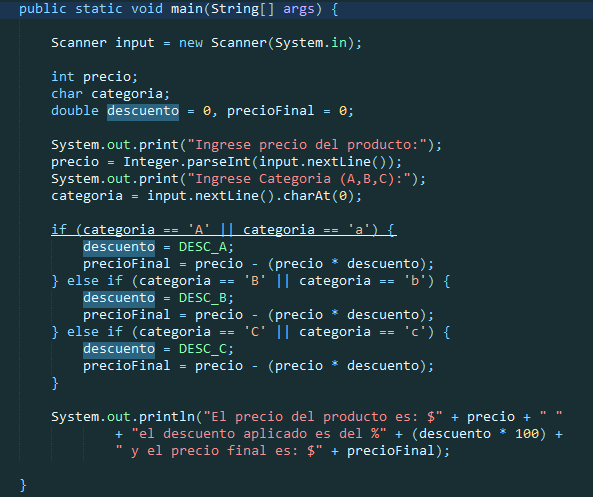 public static void main(String[] args) {
Scanner input = new Scanner(System.in);
int precio;
char categoria;
double descuento = 0, precioFinal = 0;
System.out.print("Ingrese precio del producto:");
precio = Integer.parseInt(input.nextLine());
System.out.print("Ingrese Categoria (A,B,C):");
categoria = input.nextLine().charAt(0);
if (categoria == 'A' || categoria == 'a') {
descuento = DESC_A;
precioFinal = precio - (precio * descuento);
} else if (categoria == 'B' || categoria == 'b') {
descuento = DESC_B;
precioFinal = precio - (precio * descuento);
} else if (categoria == 'C' || categoria == 'c') {
descuento = DESC_C;
precioFinal = precio - (precio * descuento);
}
System.out.println("El precio del producto es: $" + precio + " "
+ "el descuento aplicado es del %" + (descuento * 100) +
" y el precio final es: $" + precioFinal);
}